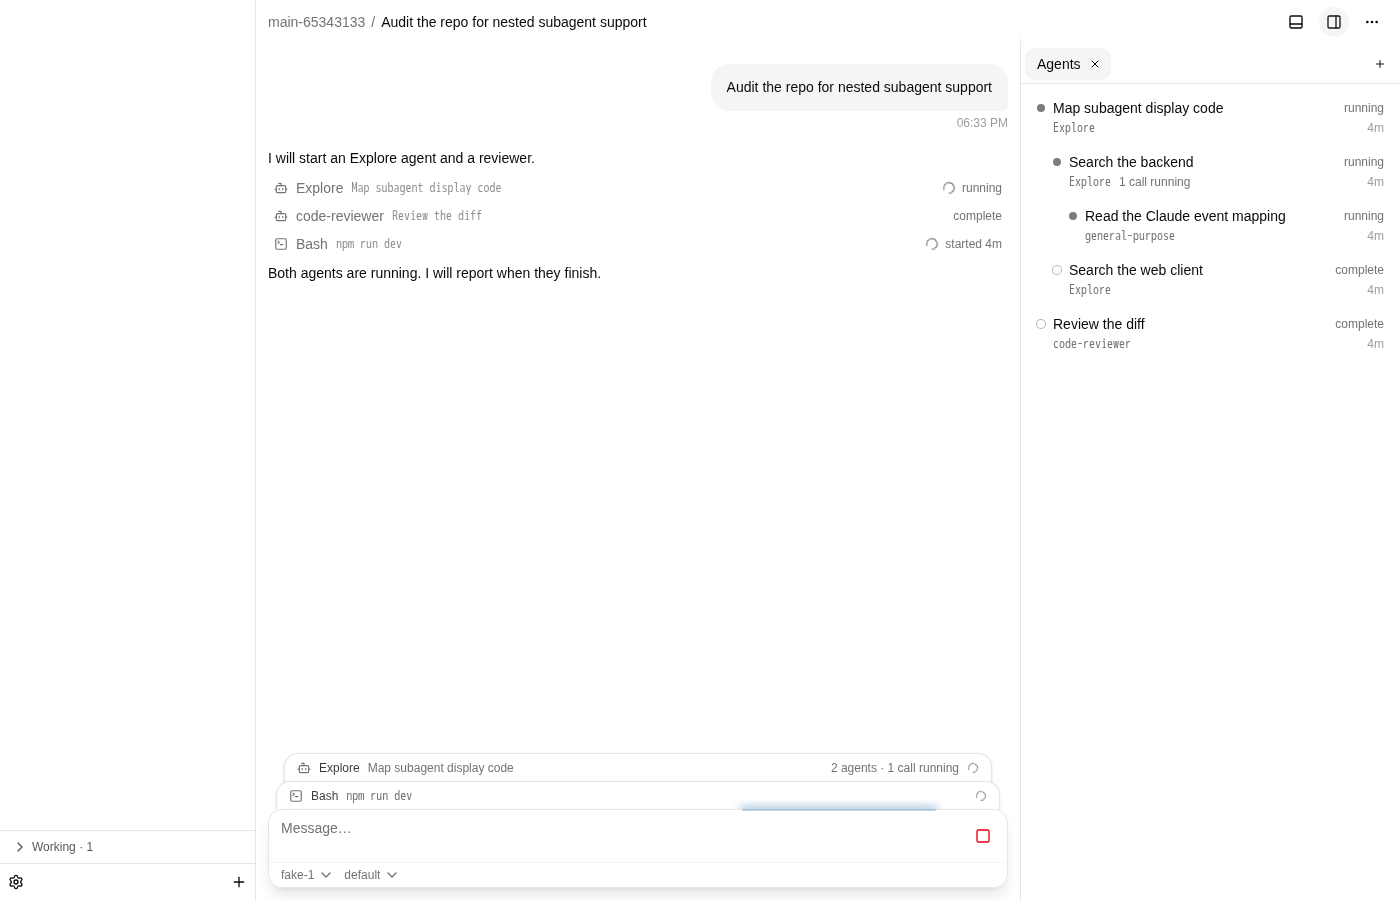 main-65343133 / Audit the repo for nested subagent support
Audit the repo for nested subagent support
06:33 PM
I will start an Explore agent and a reviewer.
Explore Map subagent display code running
code-reviewer Review the diff complete
Bash npm run dev started 4m
Both agents are running. I will report when they finish.
Explore Map subagent display code 2 agents · 1 call running
Bash npm run dev
Message…
fake-1 default
Working · 1
Agents
Map subagent display code running
Explore 4m
Search the backend running
Explore 1 call running 4m
Read the Claude event mapping running
general-purpose 4m
Search the web client complete
Explore 4m
Review the diff complete
code-reviewer 4m